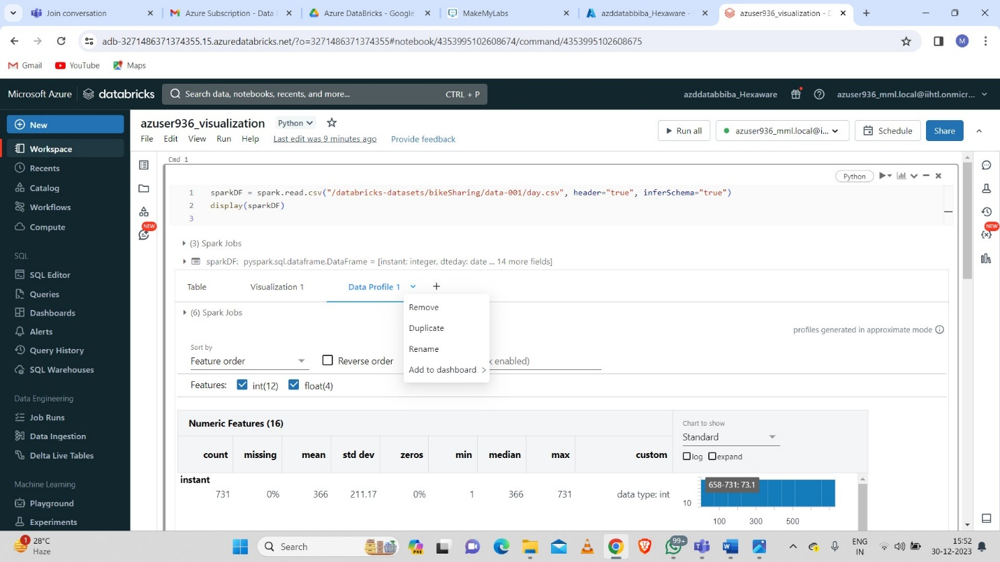 Join conversation
Azure Subscription - Data
Azure DataBricks - Google
MakeMyLabs
azddatabbiba_Hexaware -
azuser936_visualization - D
adb-3271486371374355.15.azuredatabricks.net/?o=3271486371374355#notebook/4353995102608674/command/4353995102608675
M
Gmail
YouTube
Maps
Microsoft Azure
databricks
Search data, notebooks, recents, and more...
CTRL + P
azddatabbiba_Hexaware
azuser936_mml.local@iihtl.onmicr...
New
Workspace
Recents
Catalog
Workflows
Compute
SQL
SQL Editor
Queries
Dashboards
Alerts
Query History
SQL Warehouses
Data Engineering
Job Runs
Data Ingestion
Delta Live Tables
Machine Learning
Playground
Experiments
azuser936_visualization
Python
File Edit View Run Help Last edit was 9 minutes ago Provide feedback
Run all
azuser936_mml.local@i...
Schedule
Share
NEW
Cmd 1
Python
1 sparkDF = spark.read.csv("/databricks-datasets/bikeSharing/data-001/day.csv", header="true", inferSchema="true")
2 display(sparkDF)
3
(3) Spark Jobs
sparkDF: pyspark.sql.dataframe.DataFrame = [instant: integer, dteday: date ... 14 more fields]
Table Visualization 1 Data Profile 1 +
Remove
Duplicate
Rename
Add to dashboard >
(6) Spark Jobs
profiles generated in approximate mode
Sort by
Feature order
Reverse order
x enabled)
Features: int(12) float(4)
Numeric Features (16)
Chart to show
Standard
log expand
count missing mean std dev zeros min median max custom
instant
731 0% 366 211.17 0% 1 366 731 data type: int
658-731: 73.1
10
100 300 500
NEW
1
28°C
Haze
Search
PRE
99+
ENG
IN
15:52
30-12-2023